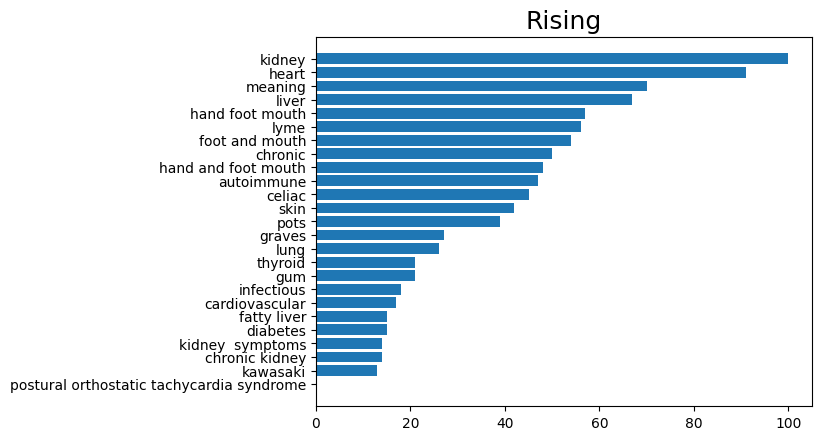 Rising
kidney
heart
meaning
liver
hand foot mouth
lyme
foot and mouth
chronic
hand and foot mouth
autoimmune
celiac
skin
pots
graves
lung
thyroid
gum
infectious
cardiovascular
fatty liver
diabetes
kidney  symptoms
chronic kidney
kawasaki
postural orthostatic tachycardia syndrome
0 20 40 60 80 100